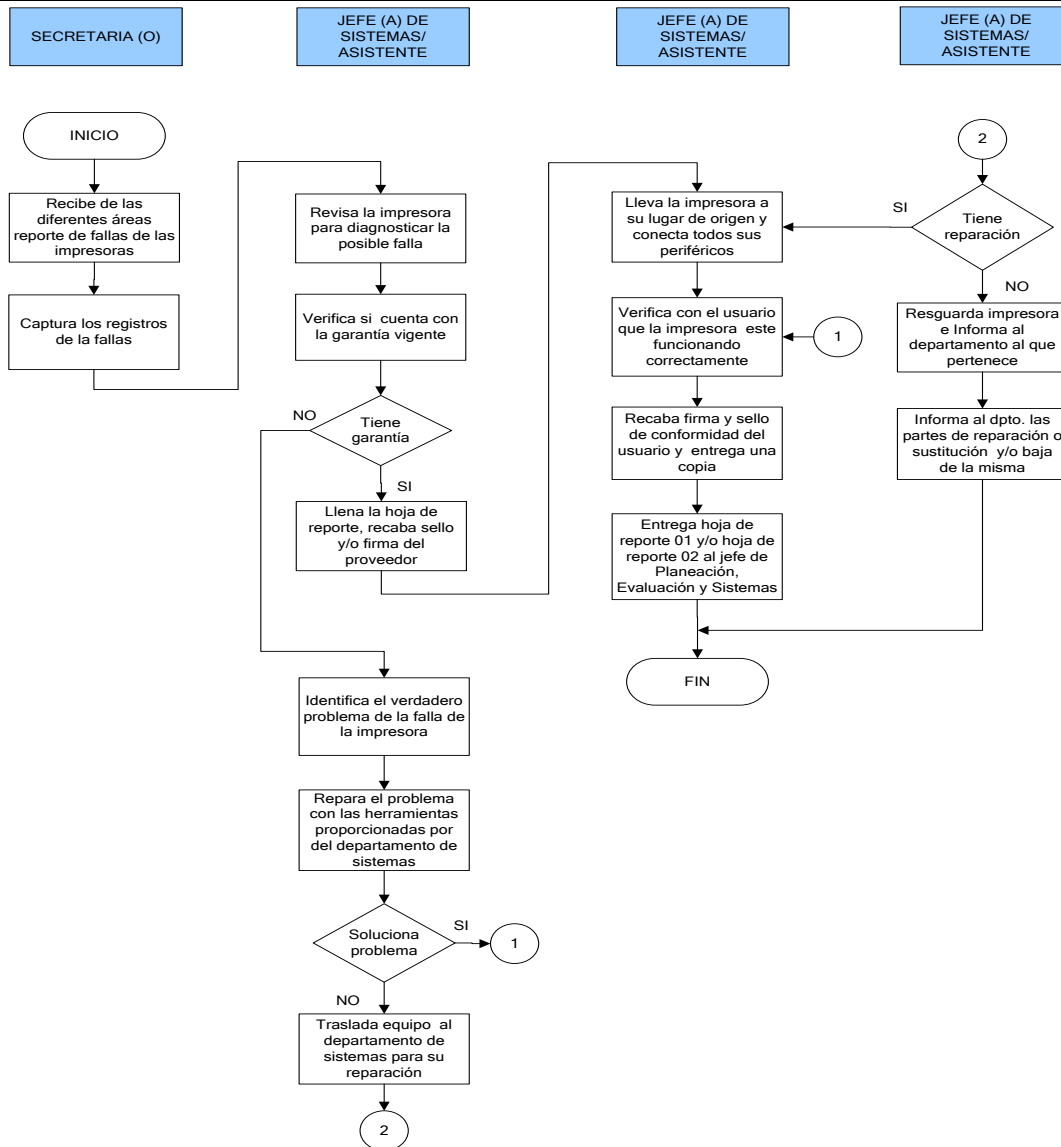 SECRETARIA (O)
JEFE (A) DE
SISTEMAS/
ASISTENTE
JEFE (A) DE
SISTEMAS/
ASISTENTE
JEFE (A) DE
SISTEMAS/
ASISTENTE
INICIO
Recibe de las
diferentes áreas
reporte de fallas de las
impresoras
Captura los registros
de la fallas
Revisa la impresora
para diagnosticar la
posible falla
Verifica si cuenta con
la garantía vigente
NO
Tiene
garantía
SI
Llena la hoja de
reporte, recaba sello
y/o firma del
proveedor
Identifica el verdadero
problema de la falla de
la impresora
Repara el problema
con las herramientas
proporcionadas por
del departamento de
sistemas
Soluciona
problema
SI
1
NO
Traslada equipo al
departamento de
sistemas para su
reparación
2
Lleva la impresora a
su lugar de origen y
conecta todos sus
periféricos
Verifica con el usuario
que la impresora este
funcionando
correctamente
1
Recaba firma y sello
de conformidad del
usuario y entrega una
copia
Entrega hoja de
reporte 01 y/o hoja de
reporte 02 al jefe de
Planeación,
Evaluación y Sistemas
FIN
2
SI
Tiene
reparación
NO
Resguarda impresora
e Informa al
departamento al que
pertenece
Informa al dpto. las
partes de reparación o
sustitución y/o baja
de la misma